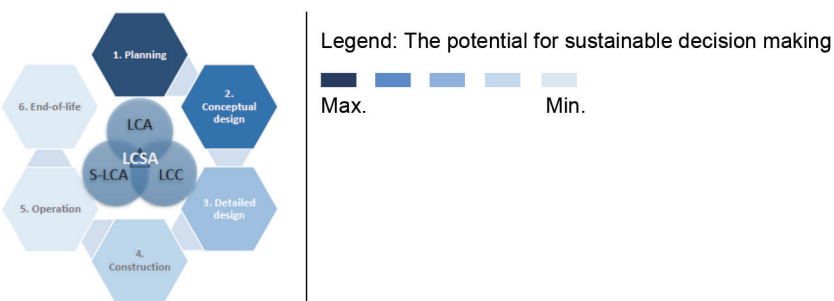 1. Planning
2.
Conceptual
design
3. Detailed
design
4.
Construction
5. Operation
6. End-of-life
LCA
LCSA
S-LCA
LCC
Legend: The potential for sustainable decision making
Max.
Min.